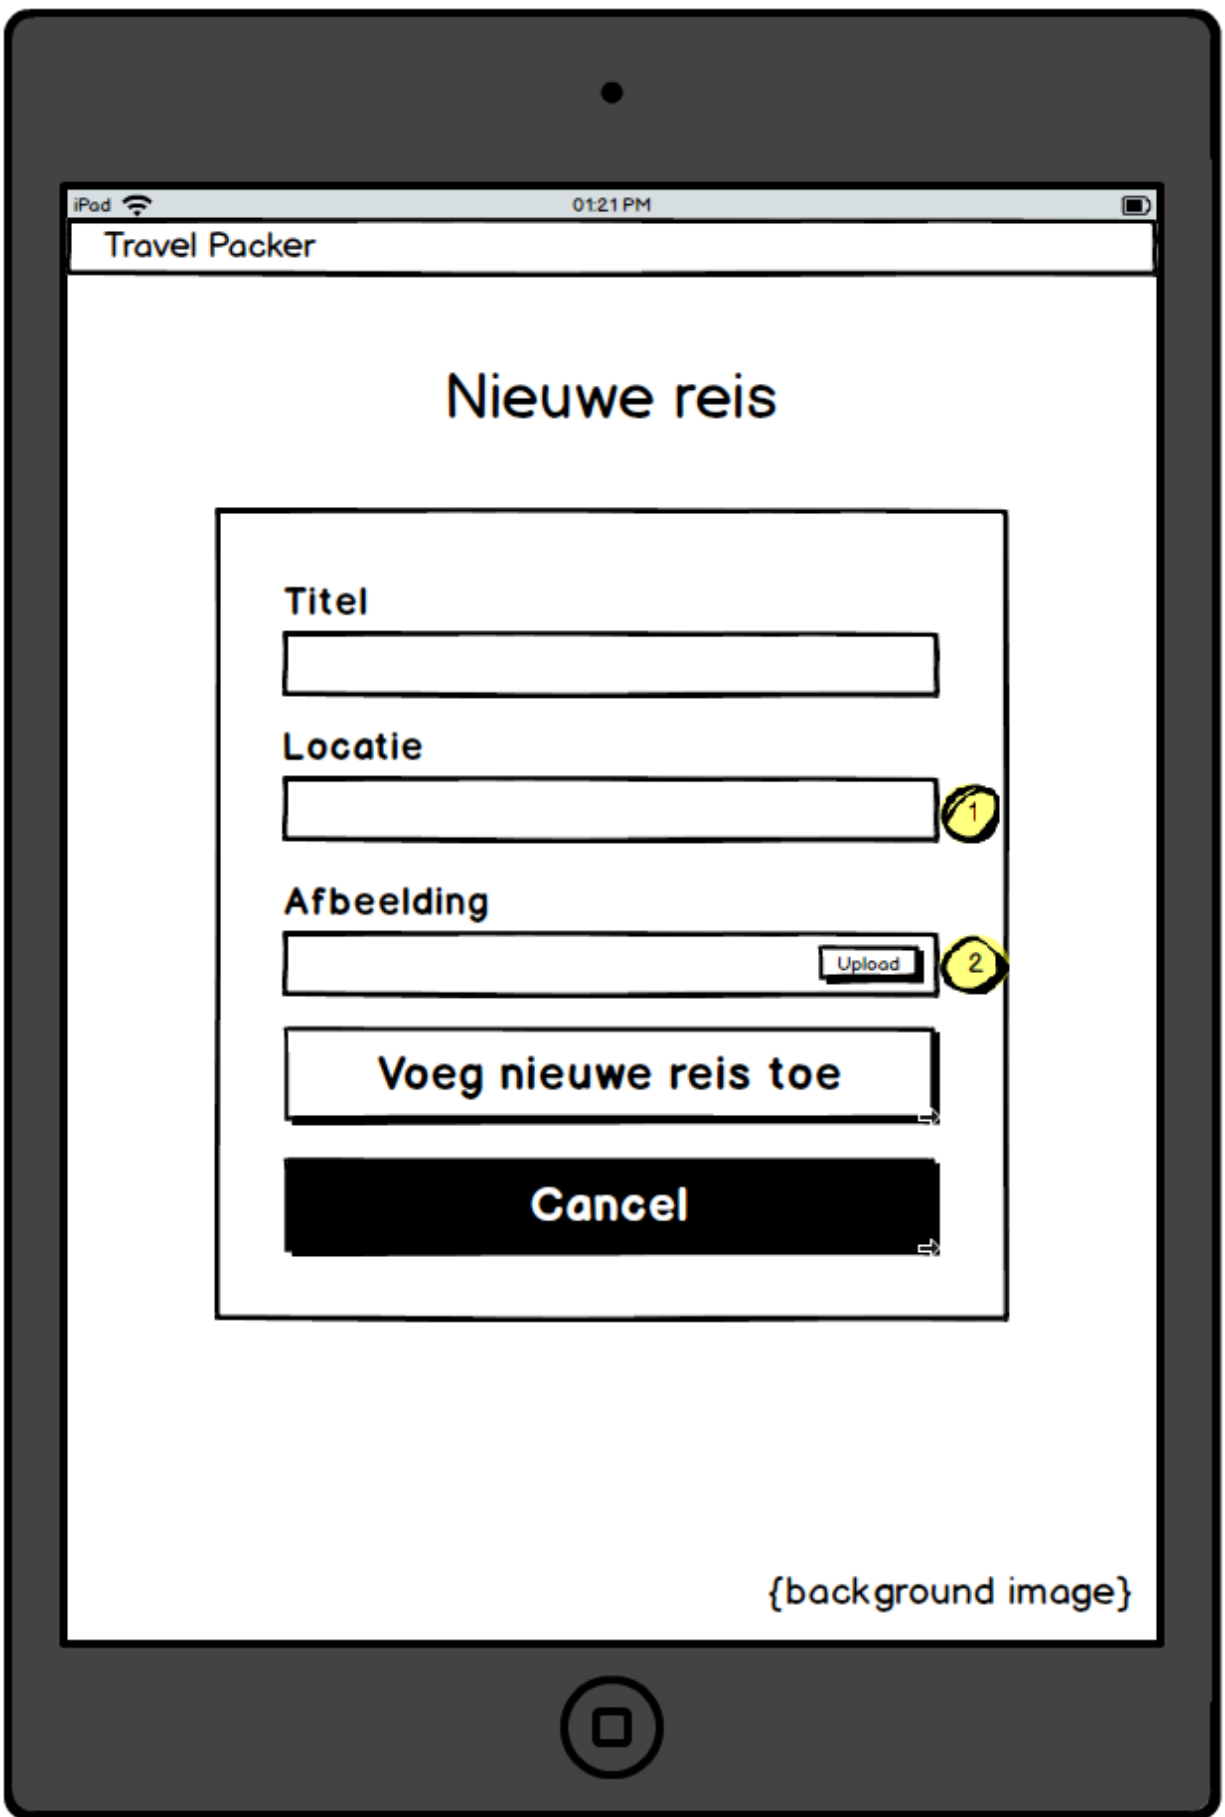 iPad 01:21 PM
Travel Packer
Nieuwe reis
Titel
Locatie
1
Afbeelding
Upload
2
Voeg nieuwe reis toe
Cancel
{background image}